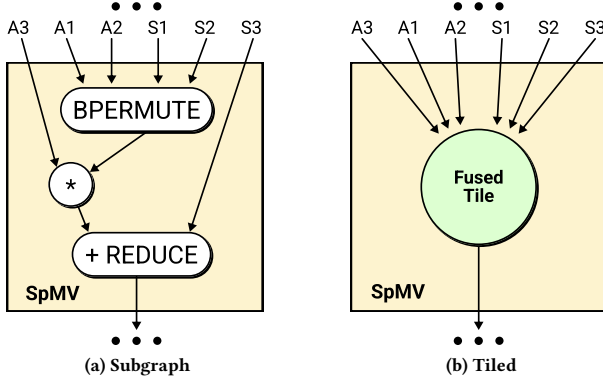 A3 A1 A2 S1 S2 S3
BPERMUTE
*
+ REDUCE
SpMV
(a) Subgraph
A3 A1 A2 S1 S2 S3
Fused
Tile
SpMV
(b) Tiled